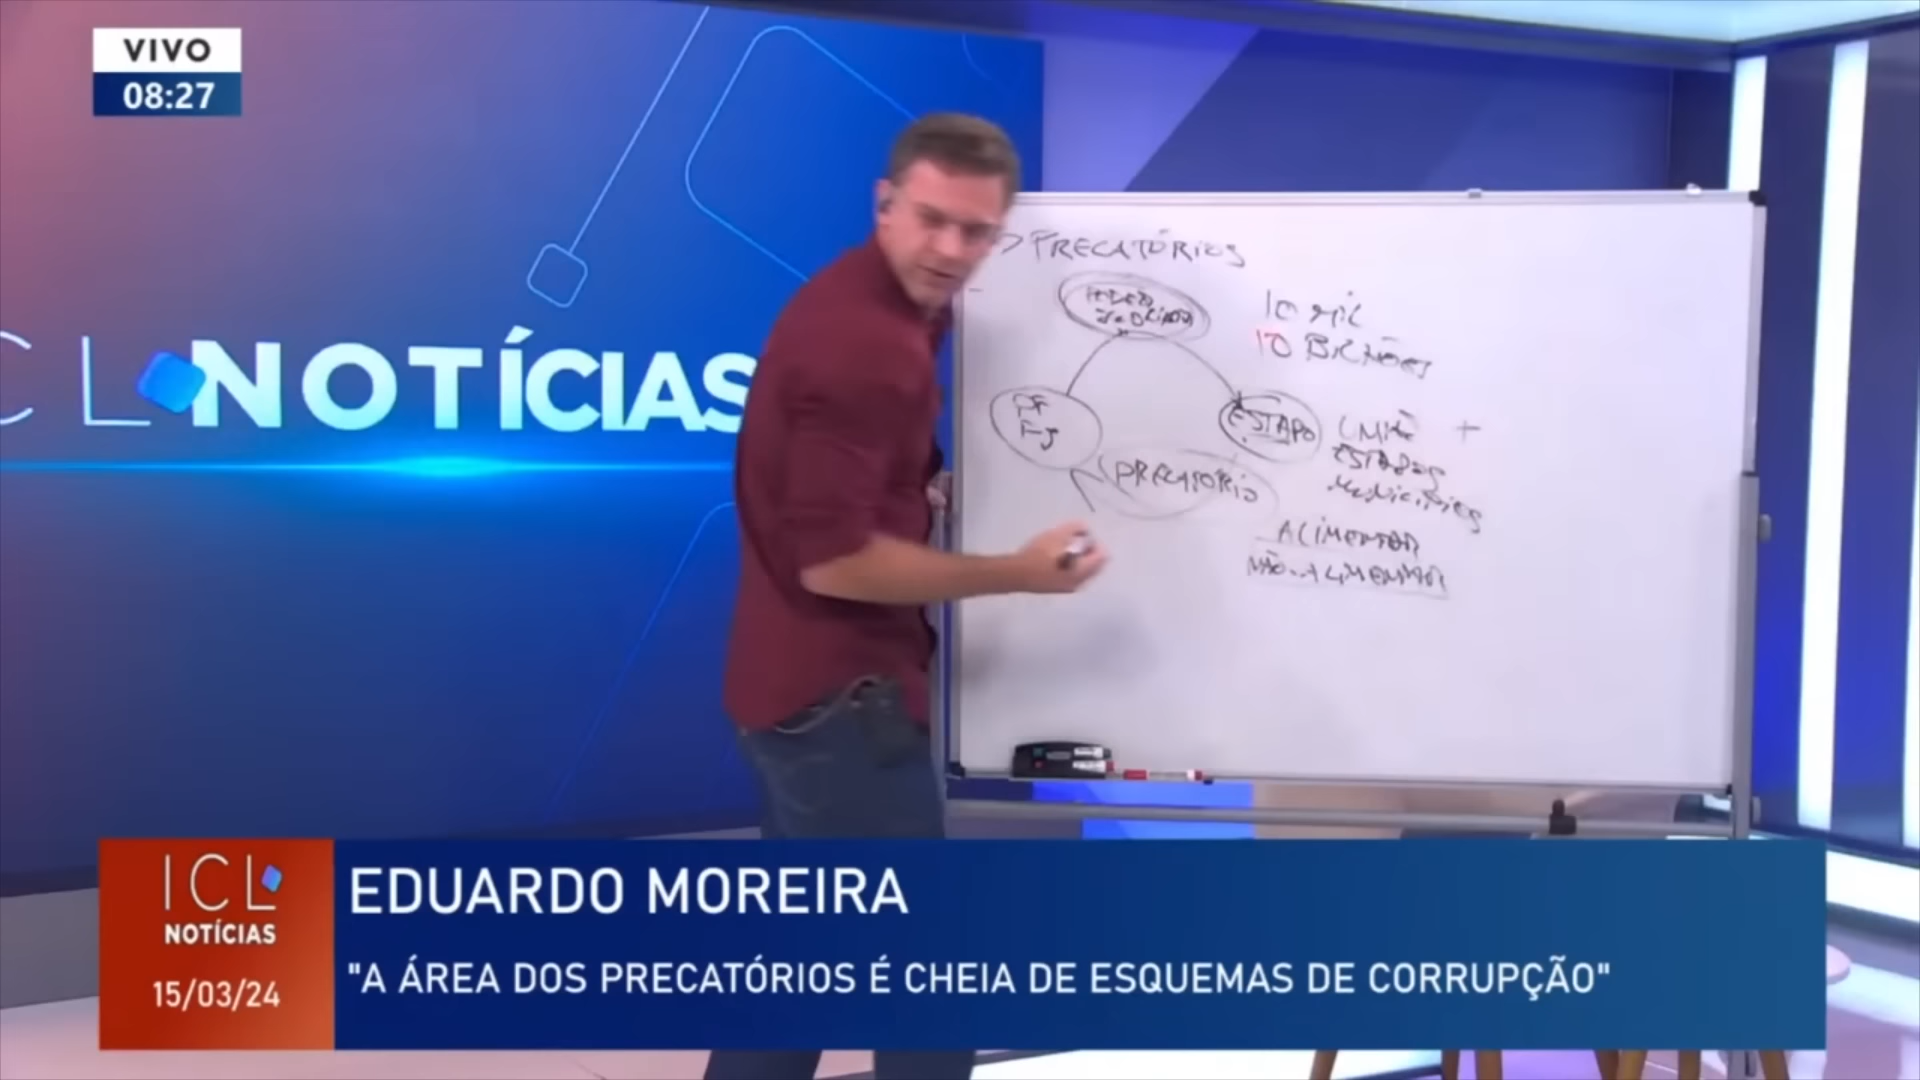 VIVO
08:27
CL NOTÍCIAS
PRECATÓRIOS
10 MIL
10 BILHÕES
PF
PJ
ESTADO
UNIÃO +
ESTADOS
MUNICÍPIOS
PRECATÓRIO
ALIMENTAR
NÃO-ALIMENTAR
ICL
NOTÍCIAS
15/03/24
EDUARDO MOREIRA
"A ÁREA DOS PRECATÓRIOS É CHEIA DE ESQUEMAS DE CORRUPÇÃO"